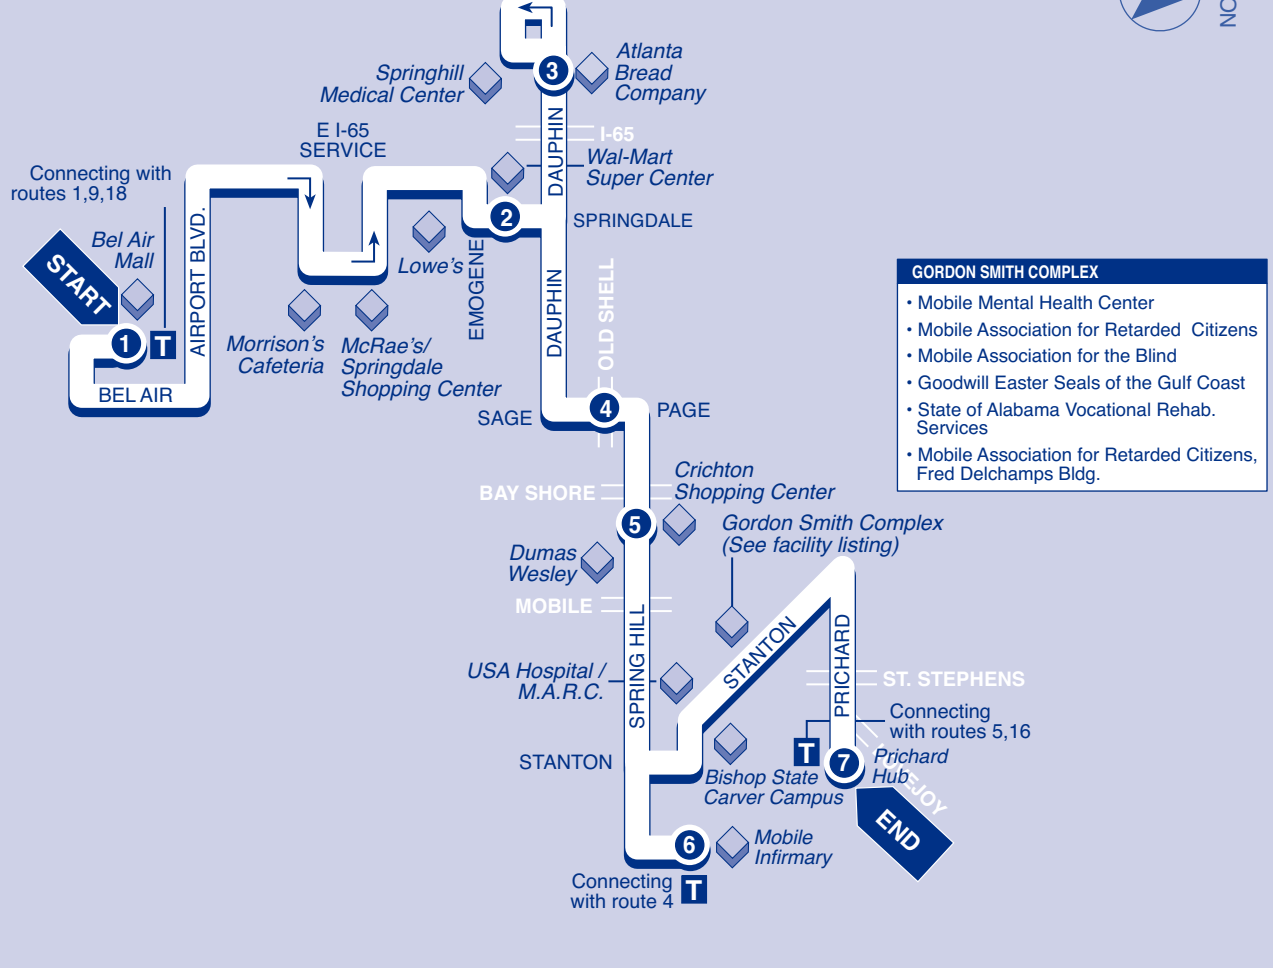 NO
Atlanta
Bread
Company
3
Springhill
Medical Center
DAUPHIN
I-65
E I-65
SERVICE
Wal-Mart
Super Center
Connecting with
routes 1,9,18
2
SPRINGDALE
Bel Air
Mall
START
AIRPORT BLVD.
Lowe's
EMOGENE
DAUPHIN
OLD SHELL
1
T
Morrison's
Cafeteria
McRae's/
Springdale
Shopping Center
BEL AIR
SAGE
4
PAGE
GORDON SMITH COMPLEX
• Mobile Mental Health Center
• Mobile Association for Retarded Citizens
• Mobile Association for the Blind
• Goodwill Easter Seals of the Gulf Coast
• State of Alabama Vocational Rehab.
Services
• Mobile Association for Retarded Citizens,
Fred Delchamps Bldg.
Crichton
Shopping Center
BAY SHORE
5
Gordon Smith Complex
(See facility listing)
Dumas
Wesley
MOBILE
SPRING HILL
STANTON
PRICHARD
USA Hospital /
M.A.R.C.
ST. STEPHENS
Connecting
with routes 5,16
STANTON
T
7
Prichard
Hub
LOVEJOY
Bishop State
Carver Campus
END
6
Mobile
Infirmary
Connecting
with route 4
T